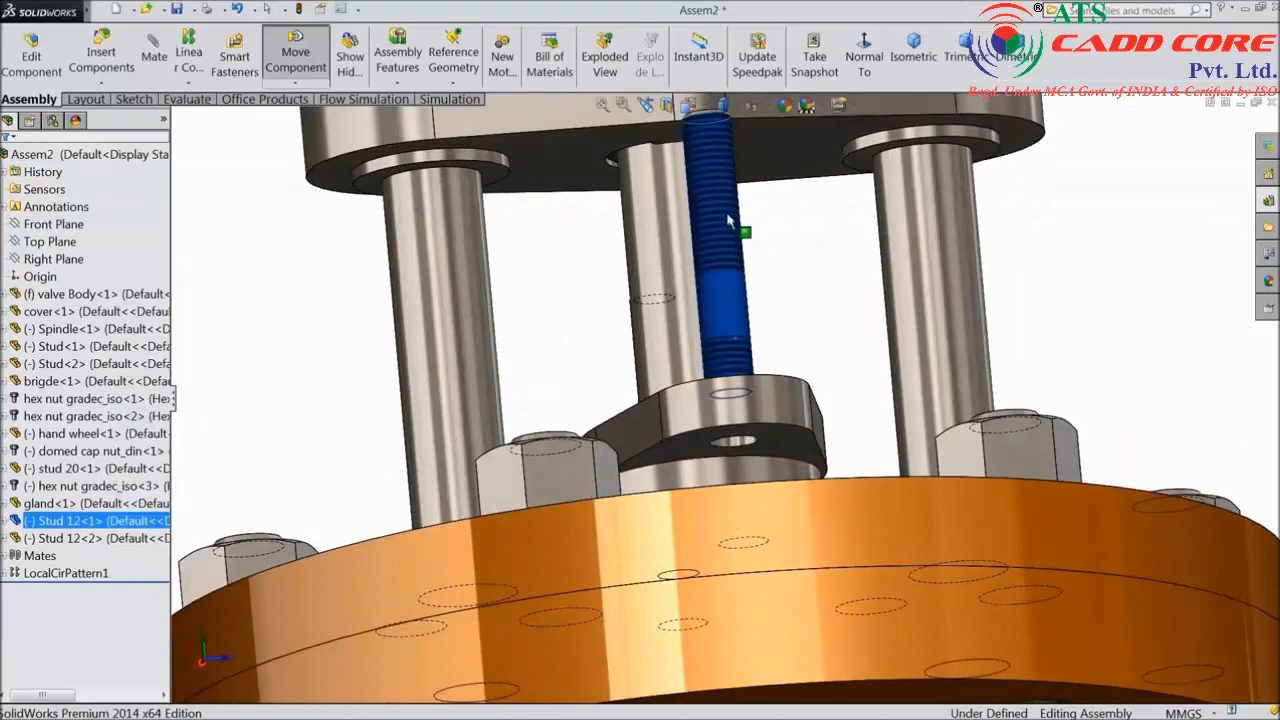 SOLIDWORKS
Assem2 *
Search files and models
ATS
CADD CORE
Pvt. Ltd.
Regd. Under MCA Govt. of INDIA & Certified by ISO
®
Edit Component
Insert Components
Mate
Linea r Co...
Smart Fasteners
Move Component
Show Hid...
Assembly Features
Reference Geometry
New Mot...
Bill of Materials
Exploded View
Explo de L...
Instant3D
Update Speedpak
Take Snapshot
Normal To
Isometric
Trimetric
Dimetric
Assembly
Layout
Sketch
Evaluate
Office Products
Flow Simulation
Simulation
Assem2 (Default<Display Sta
History
Sensors
Annotations
Front Plane
Top Plane
Right Plane
Origin
(f) valve Body<1> (Default<
cover<1> (Default<<Defau
(-) Spindle<1> (Default<<D
(-) Stud<1> (Default<<Defa
(-) Stud<2> (Default<<Defa
brigde<1> (Default<<Defa
hex nut gradec_iso<1> (Hex
hex nut gradec_iso<2> (Hex
(-) hand wheel<1> (Default
(-) domed cap nut_din<1>
(-) stud 20<1> (Default<<D
(-) hex nut gradec_iso<3> (H
gland<1> (Default<<Defau
(-) Stud 12<1> (Default<<D
(-) Stud 12<2> (Default<<D
Mates
LocalCirPattern1
SolidWorks Premium 2014 x64 Edition
Under Defined
Editing Assembly
MMGS